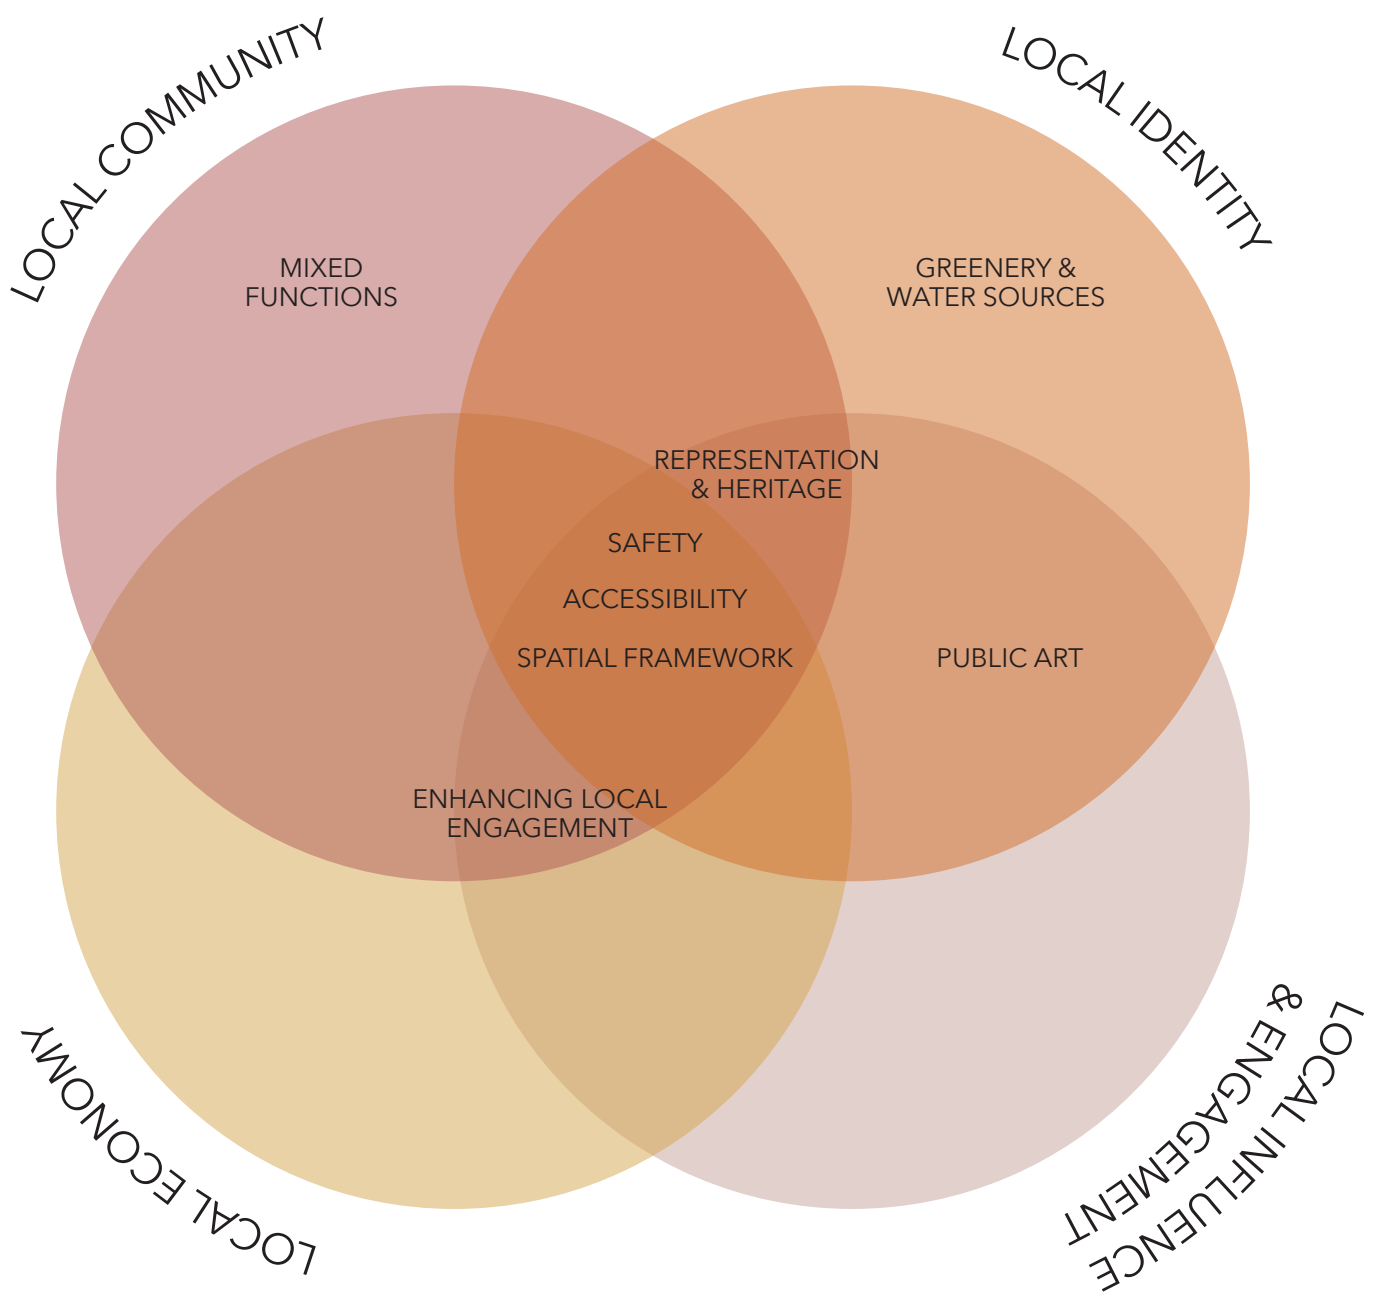 LOCAL COMMUNITY
LOCAL IDENTITY
MIXED
FUNCTIONS
GREENERY &
WATER SOURCES
REPRESENTATION
& HERITAGE
SAFETY
ACCESSIBILITY
SPATIAL FRAMEWORK
PUBLIC ART
ENHANCING LOCAL
ENGAGEMENT
LOCAL ECONOMY
LOCAL INFLUENCE
& ENGAGEMENT